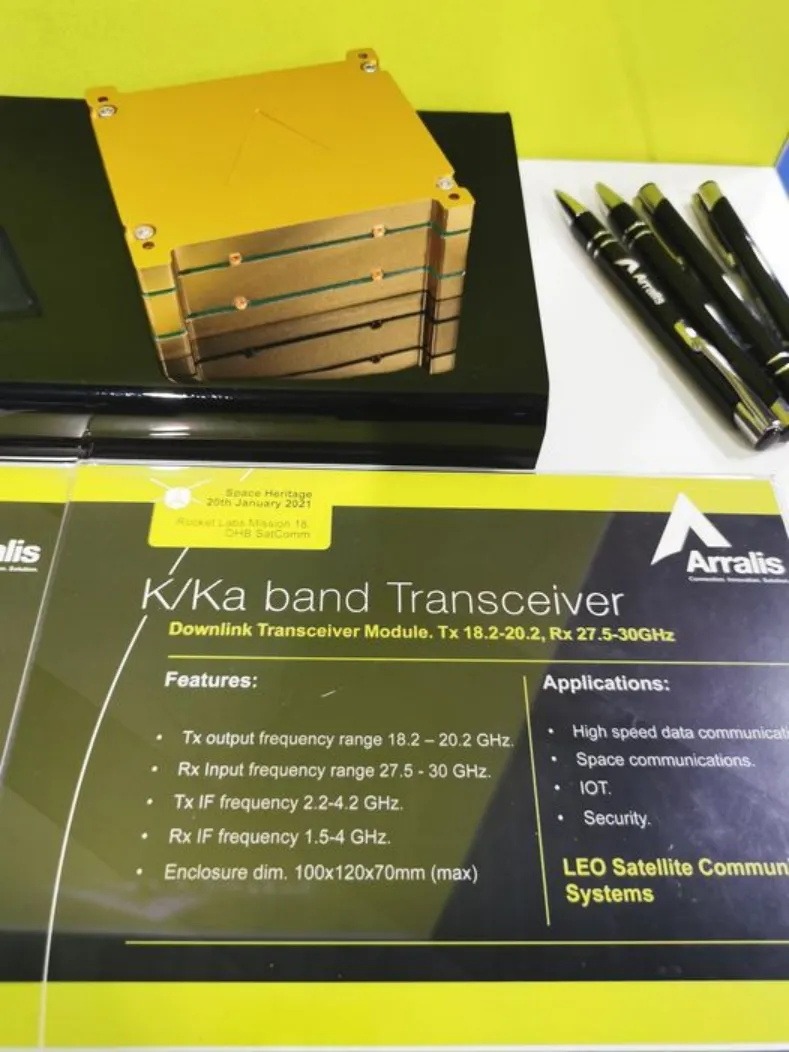 Arralis
Space Heritage
20th January 2021
Rocket Labs Mission 18.
OHB SatComm
alis
Arralis
Connection. Innovation. Solution.
K/Ka band Transceiver
Downlink Transceiver Module. Tx 18.2-20.2, Rx 27.5-30GHz
Features:
• Tx output frequency range 18.2 – 20.2 GHz.
• Rx Input frequency range 27.5 - 30 GHz.
• Tx IF frequency 2.2-4.2 GHz.
• Rx IF frequency 1.5-4 GHz.
• Enclosure dim. 100x120x70mm (max)
Applications:
• High speed data communicati
• Space communications.
• IOT.
• Security.
LEO Satellite Commun
Systems